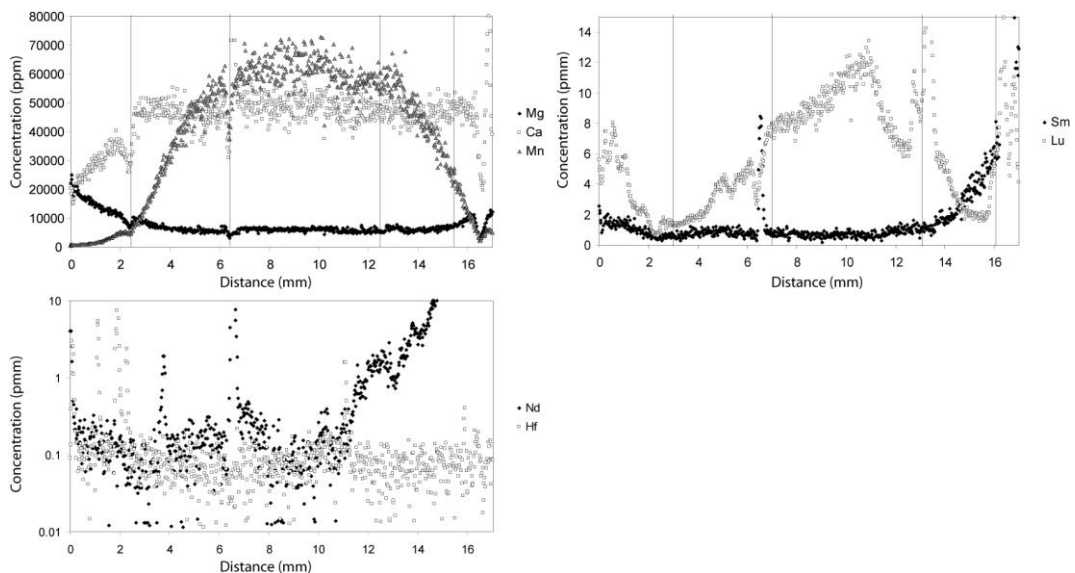 80000
70000
60000
50000
40000
30000
20000
10000
0
Concentration (ppm)
0 2 4 6 8 10 12 14 16
Distance (mm)
Mg
Ca
Mn
14
12
10
8
6
4
2
0
Concentration (pmm)
0 2 4 6 8 10 12 14 16
Distance (mm)
Sm
Lu
10
1
0.1
0.01
Concentration (pmm)
0 2 4 6 8 10 12 14 16
Distance (mm)
Nd
Hf